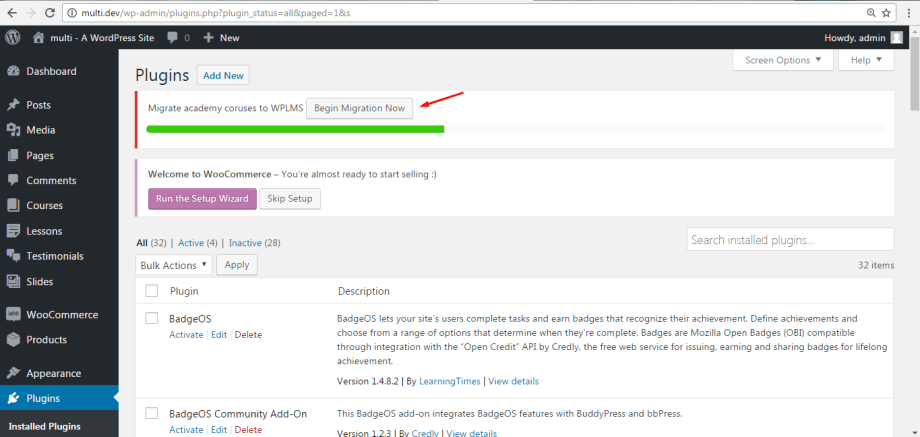 multi.dev/wp-admin/plugins.php?plugin_status=all&paged=1&s
multi - A WordPress Site 0 New Howdy, admin
Screen Options Help
Dashboard
Posts
Media
Pages
Comments
Courses
Lessons
Testimonials
Slides
WooCommerce
Products
Appearance
Plugins
Installed Plugins
Plugins Add New
Migrate academy coruses to WPLMS Begin Migration Now
Welcome to WooCommerce – You're almost ready to start selling :)
Run the Setup Wizard Skip Setup
All (32) | Active (4) | Inactive (28)
Search installed plugins...
Bulk Actions Apply 32 items
Plugin Description
BadgeOS
Activate | Edit | Delete
BadgeOS lets your site's users complete tasks and earn badges that recognize their achievement. Define achievements and
choose from a range of options that determine when they're complete. Badges are Mozilla Open Badges (OBI) compatible
through integration with the "Open Credit" API by Credly, the free web service for issuing, earning and sharing badges for lifelong
achievement.
Version 1.4.8.2 | By LearningTimes | View details
BadgeOS Community Add-On
Activate | Edit | Delete
This BadgeOS add-on integrates BadgeOS features with BuddyPress and bbPress.
Version 1.2.3 | By Credly | View details